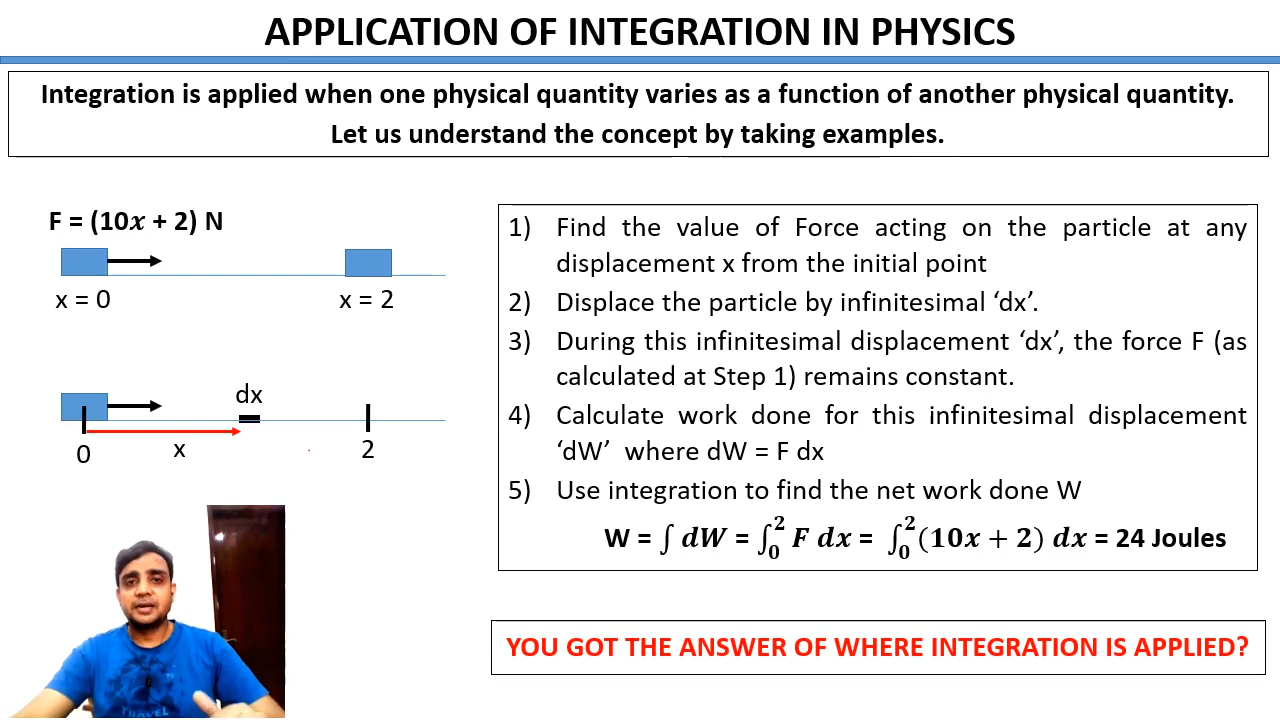 APPLICATION OF INTEGRATION IN PHYSICS
Integration is applied when one physical quantity varies as a function of another physical quantity.
Let us understand the concept by taking examples.
F = (10x + 2) N
x = 0
x = 2
dx
0
x
2
1) Find the value of Force acting on the particle at any
displacement x from the initial point
2) Displace the particle by infinitesimal ‘dx’.
3) During this infinitesimal displacement ‘dx’, the force F (as
calculated at Step 1) remains constant.
4) Calculate work done for this infinitesimal displacement
‘dW’ where dW = F dx
5) Use integration to find the net work done W
W = ∫ dW = ∫₀² F dx = ∫₀² (10x + 2) dx = 24 Joules
YOU GOT THE ANSWER OF WHERE INTEGRATION IS APPLIED?
TRAVEL